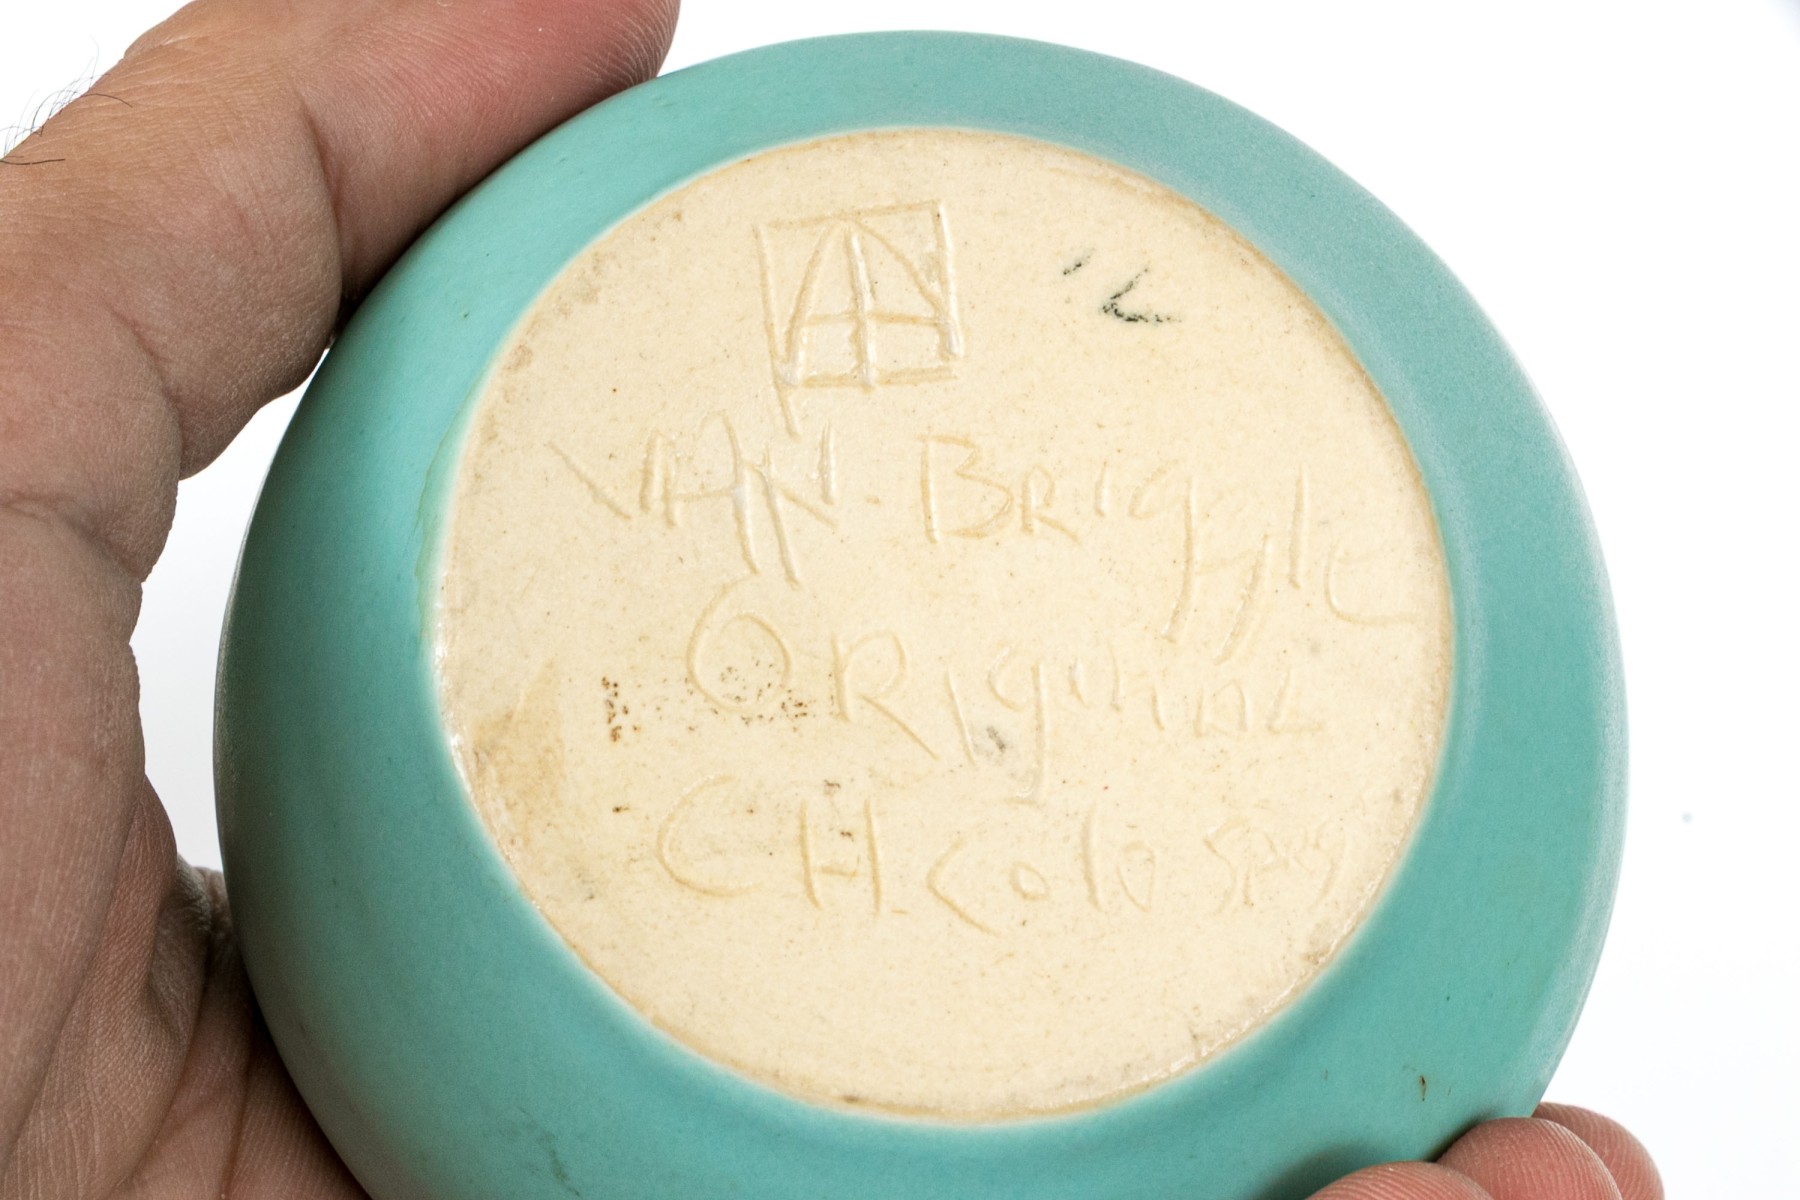 VAN. BRIGGLE
ORIGINAL
CH. Colo SPGS